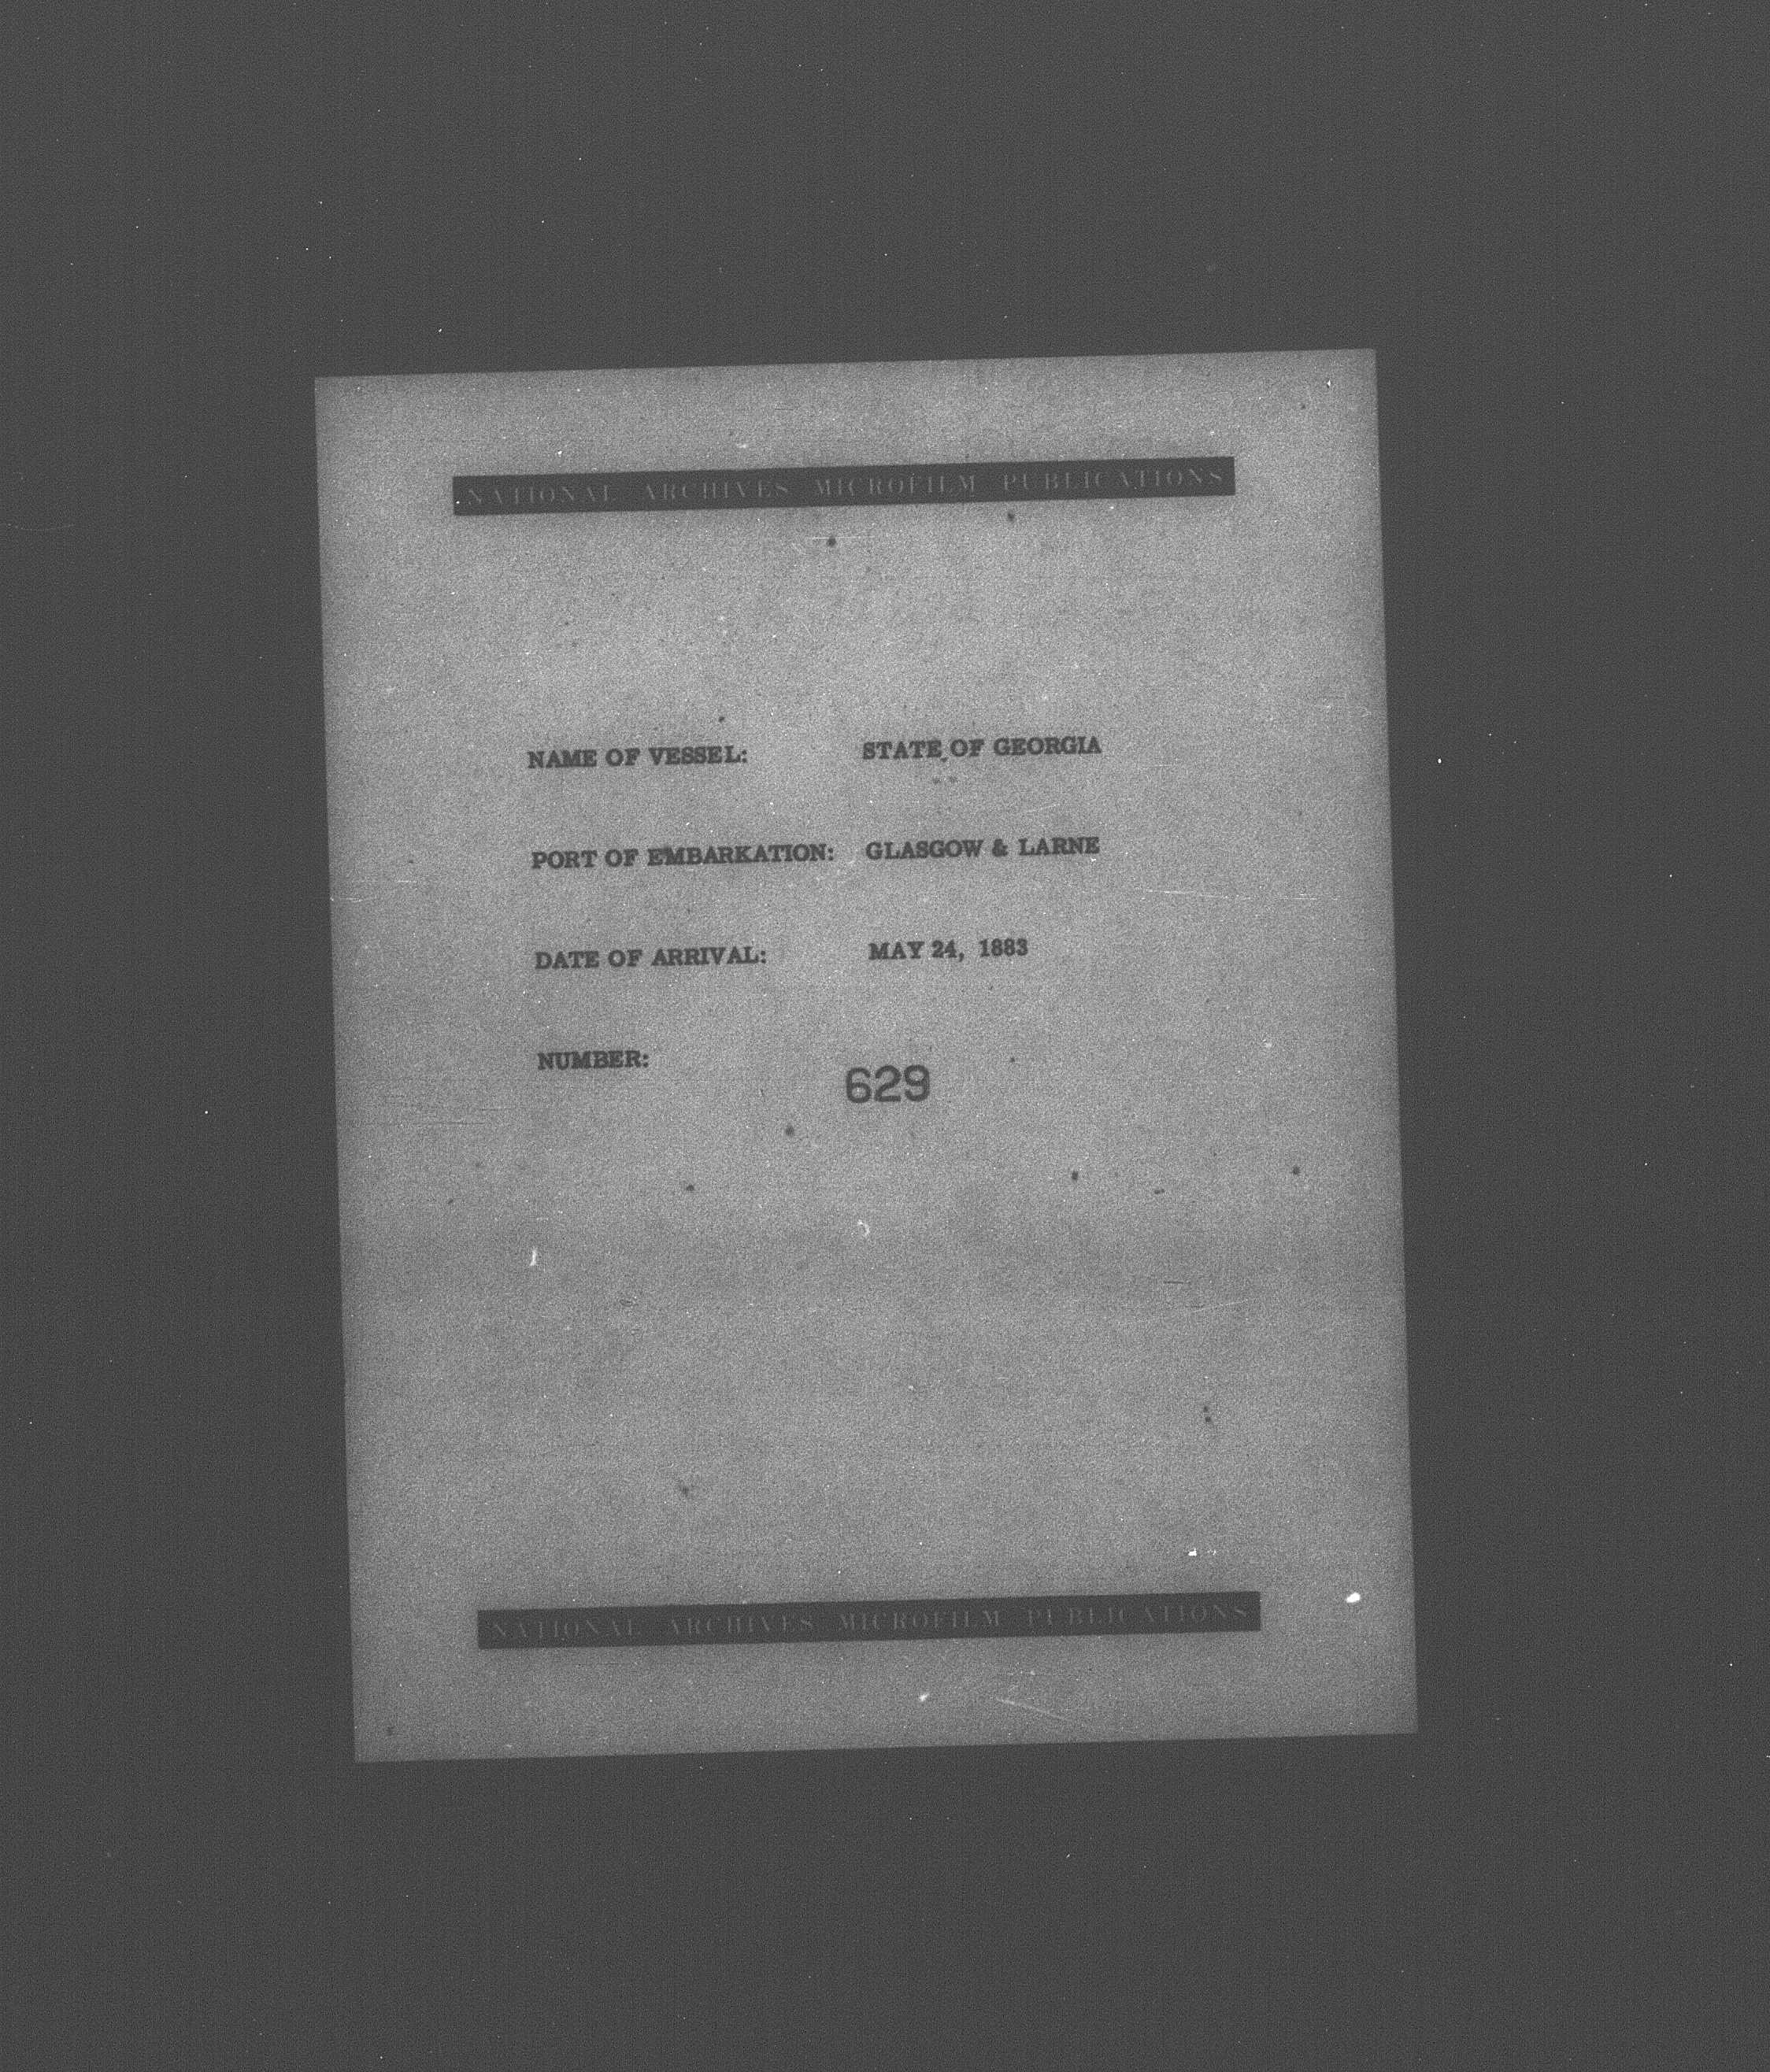 NATIONAL ARCHIVES MICROFILM PUBLICATIONS
NAME OF VESSEL: STATE OF GEORGIA
PORT OF EMBARKATION: GLASGOW & LARNE
DATE OF ARRIVAL: MAY 24, 1883
NUMBER: 629
NATIONAL ARCHIVES MICROFILM PUBLICATIONS